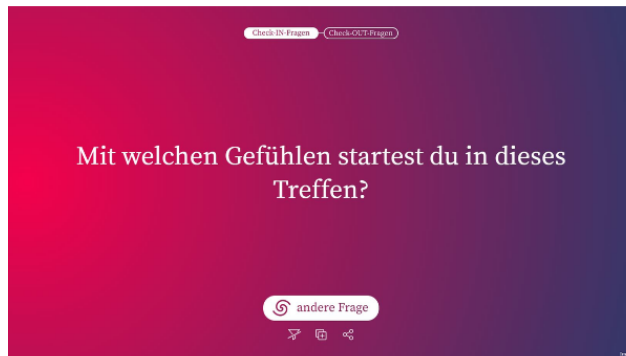 Check-IN-Fragen
Check-OUT-Fragen
Mit welchen Gefühlen startest du in dieses
Treffen?
andere Frage